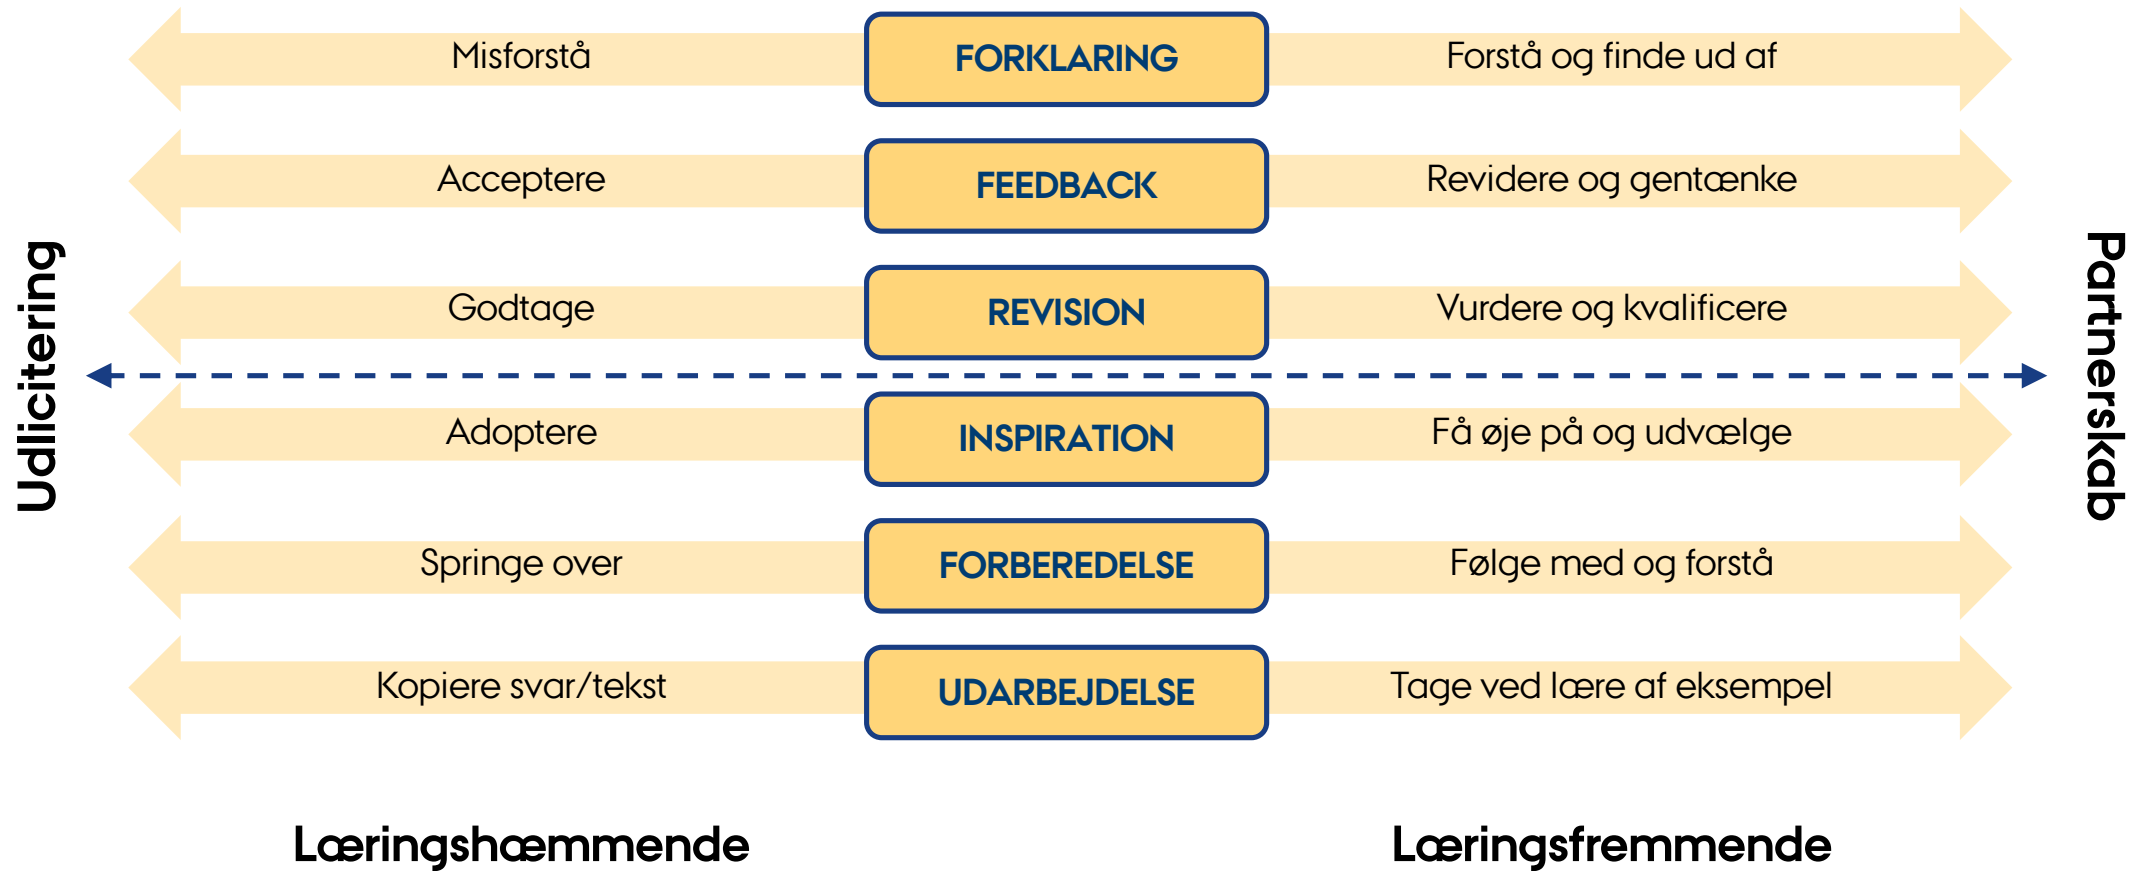 Misforstå
FORKLARING
Forstå og finde ud af
Acceptere
FEEDBACK
Revidere og gentænke
Godtage
REVISION
Vurdere og kvalificere
Udlicitering
Partnerskab
Adoptere
INSPIRATION
Få øje på og udvælge
Springe over
FORBEREDELSE
Følge med og forstå
Kopiere svar/tekst
UDARBEJDELSE
Tage ved lære af eksempel
Læringshæmmende
Læringsfremmende